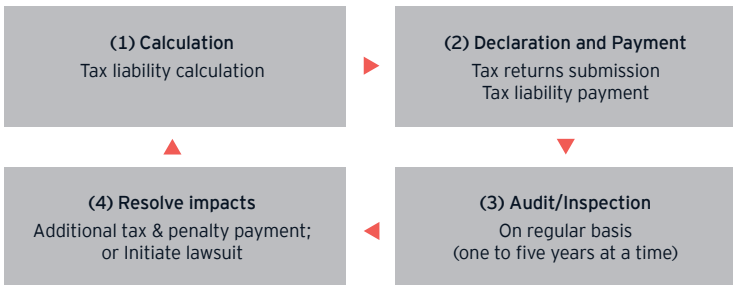 (1) Calculation
Tax liability calculation
(2) Declaration and Payment
Tax returns submission
Tax liability payment
(3) Audit/Inspection
On regular basis
(one to five years at a time)
(4) Resolve impacts
Additional tax & penalty payment;
or Initiate lawsuit